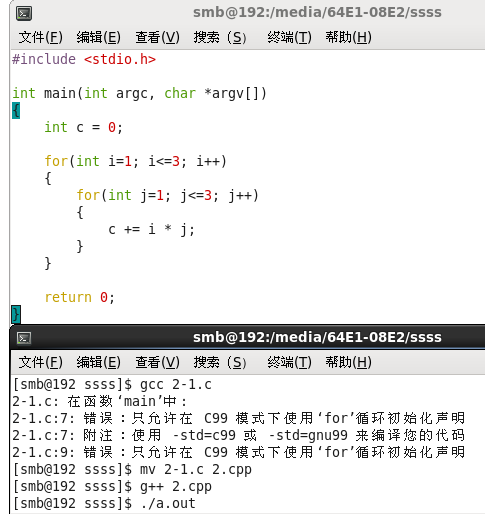 smb@192:/media/64E1-08E2/ssss
文件(F) 编辑(E) 查看(V) 搜索 (S) 终端(T) 帮助(H)
#include <stdio.h>
int main(int argc, char *argv[])
{
    int c = 0;
    for(int i=1; i<=3; i++)
    {
        for(int j=1; j<=3; j++)
        {
            c += i * j;
        }
    }
    return 0;
}
smb@192:/media/64E1-08E2/ssss
文件(F) 编辑(E) 查看(V) 搜索 (S) 终端(T) 帮助(H)
[smb@192 ssss]$ gcc 2-1.c
2-1.c: 在函数‘main’中:
2-1.c:7: 错误：只允许在 C99 模式下使用‘for’循环初始化声明
2-1.c:7: 附注：使用 -std=c99 或 -std=gnu99 来编译您的代码
2-1.c:9: 错误：只允许在 C99 模式下使用‘for’循环初始化声明
[smb@192 ssss]$ mv 2-1.c 2.cpp
[smb@192 ssss]$ g++ 2.cpp
[smb@192 ssss]$ ./a.out